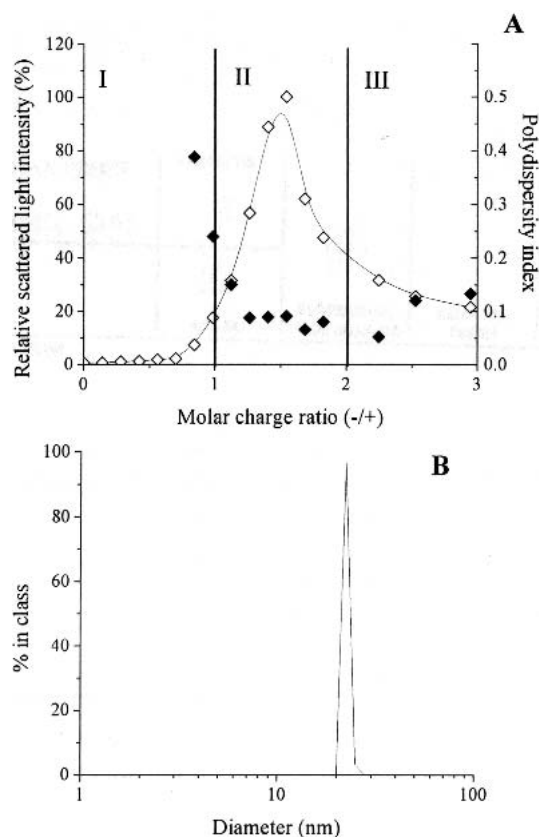 A
I
II
III
120
100
80
60
40
20
0
0.5
0.4
0.3
0.2
0.1
0.0
0
1
2
3
Relative scattered light intensity (%)
Polydispersity index
Molar charge ratio (-/+)
B
100
80
60
40
20
0
1
10
100
% in class
Diameter (nm)